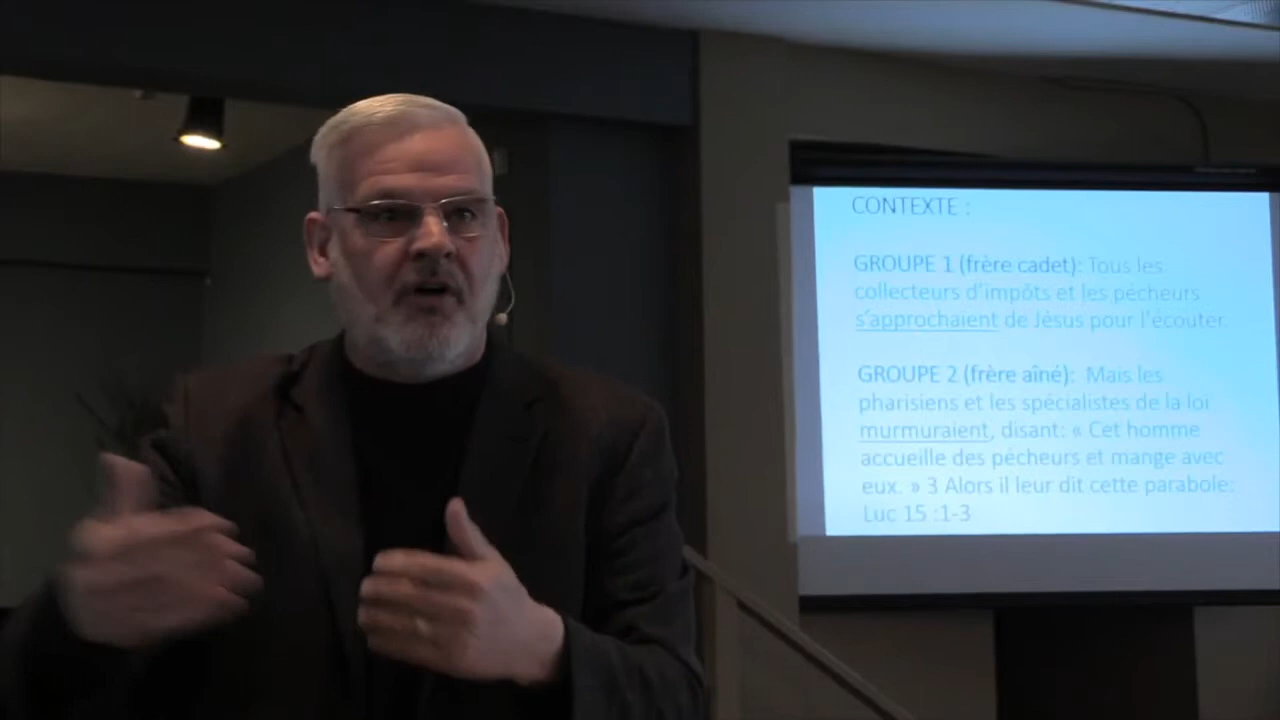 CONTEXTE :
GROUPE 1 (frère cadet): Tous les
collecteurs d'impôts et les pécheurs
s'approchaient de Jésus pour l'écouter.
GROUPE 2 (frère aîné): Mais les
pharisiens et les spécialistes de la loi
murmuraient, disant: « Cet homme
accueille des pécheurs et mange avec
eux. » 3 Alors il leur dit cette parabole:
Luc 15 :1-3